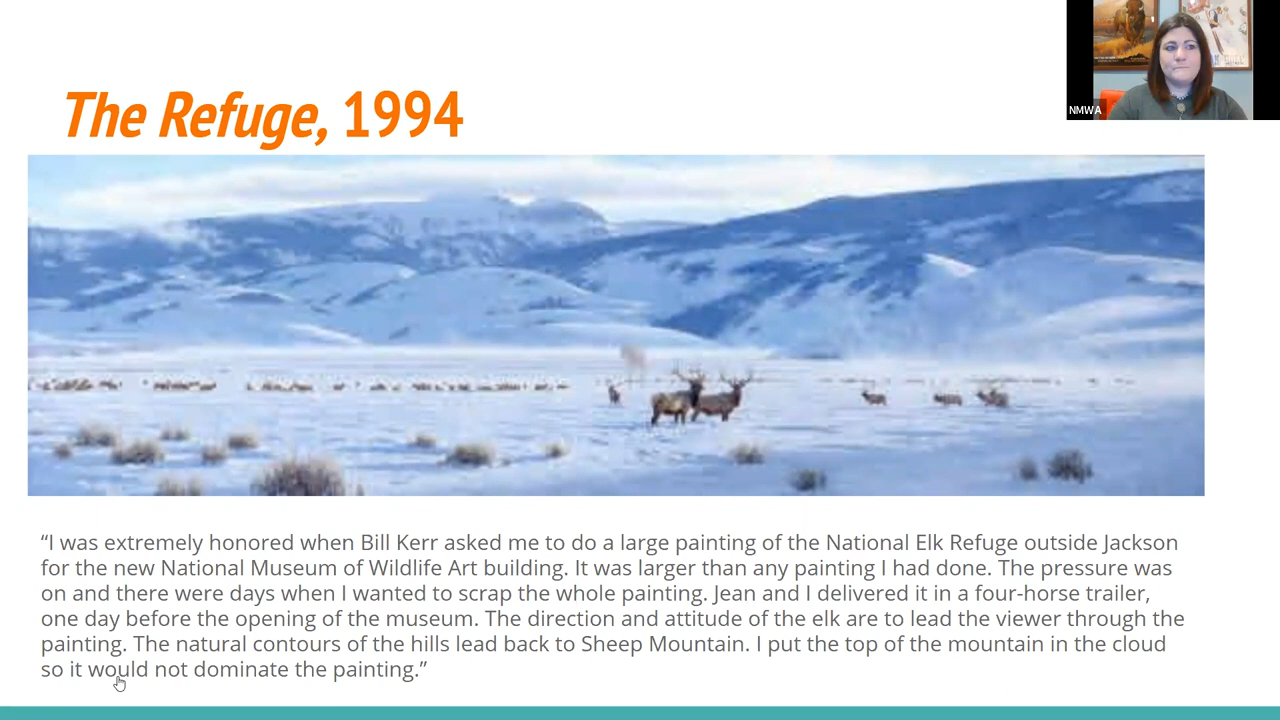 NMWA
The Refuge, 1994
“I was extremely honored when Bill Kerr asked me to do a large painting of the National Elk Refuge outside Jackson
for the new National Museum of Wildlife Art building. It was larger than any painting I had done. The pressure was
on and there were days when I wanted to scrap the whole painting. Jean and I delivered it in a four-horse trailer,
one day before the opening of the museum. The direction and attitude of the elk are to lead the viewer through the
painting. The natural contours of the hills lead back to Sheep Mountain. I put the top of the mountain in the cloud
so it would not dominate the painting.”